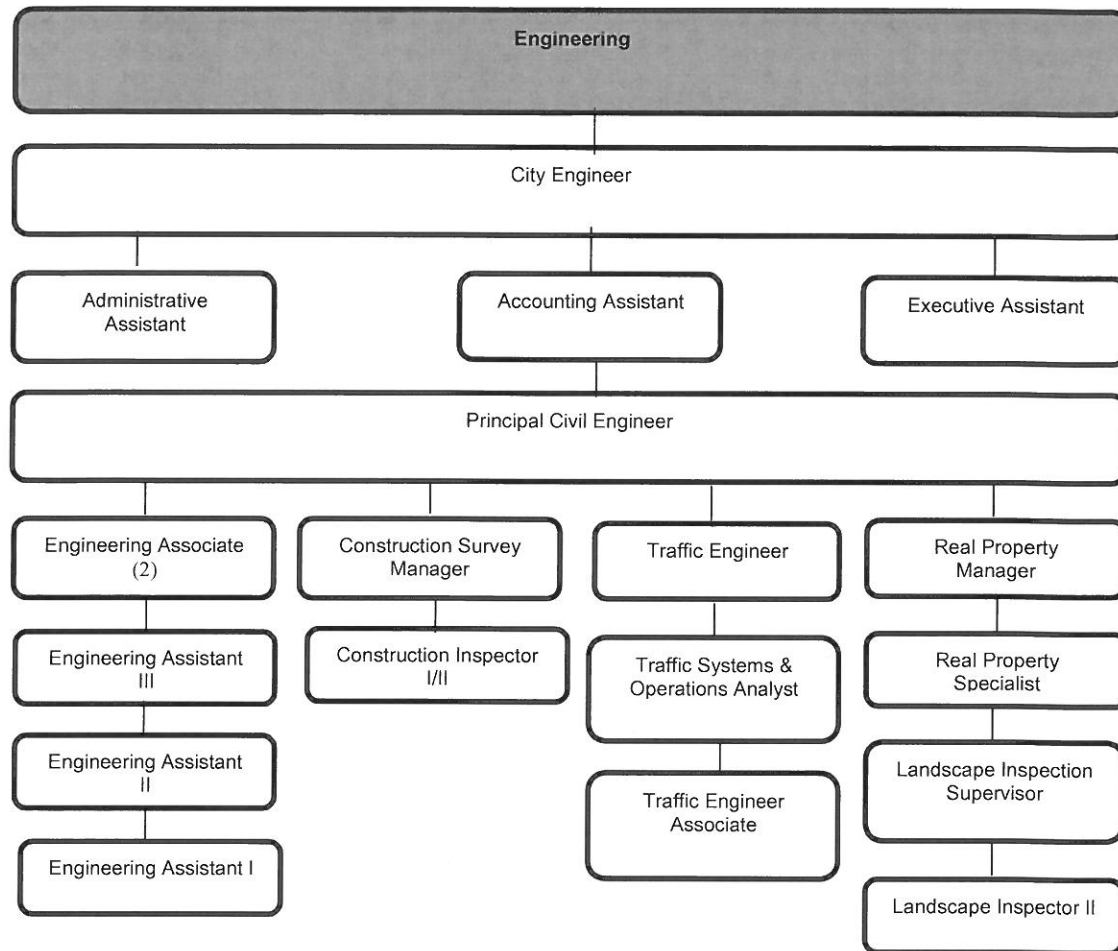 Engineering
City Engineer
Administrative
Assistant
Accounting Assistant
Executive Assistant
Principal Civil Engineer
Engineering Associate
(2)
Construction Survey
Manager
Traffic Engineer
Real Property
Manager
Engineering Assistant
III
Construction Inspector
I/II
Traffic Systems &
Operations Analyst
Real Property
Specialist
Engineering Assistant
II
Traffic Engineer
Associate
Landscape Inspection
Supervisor
Engineering Assistant I
Landscape Inspector II